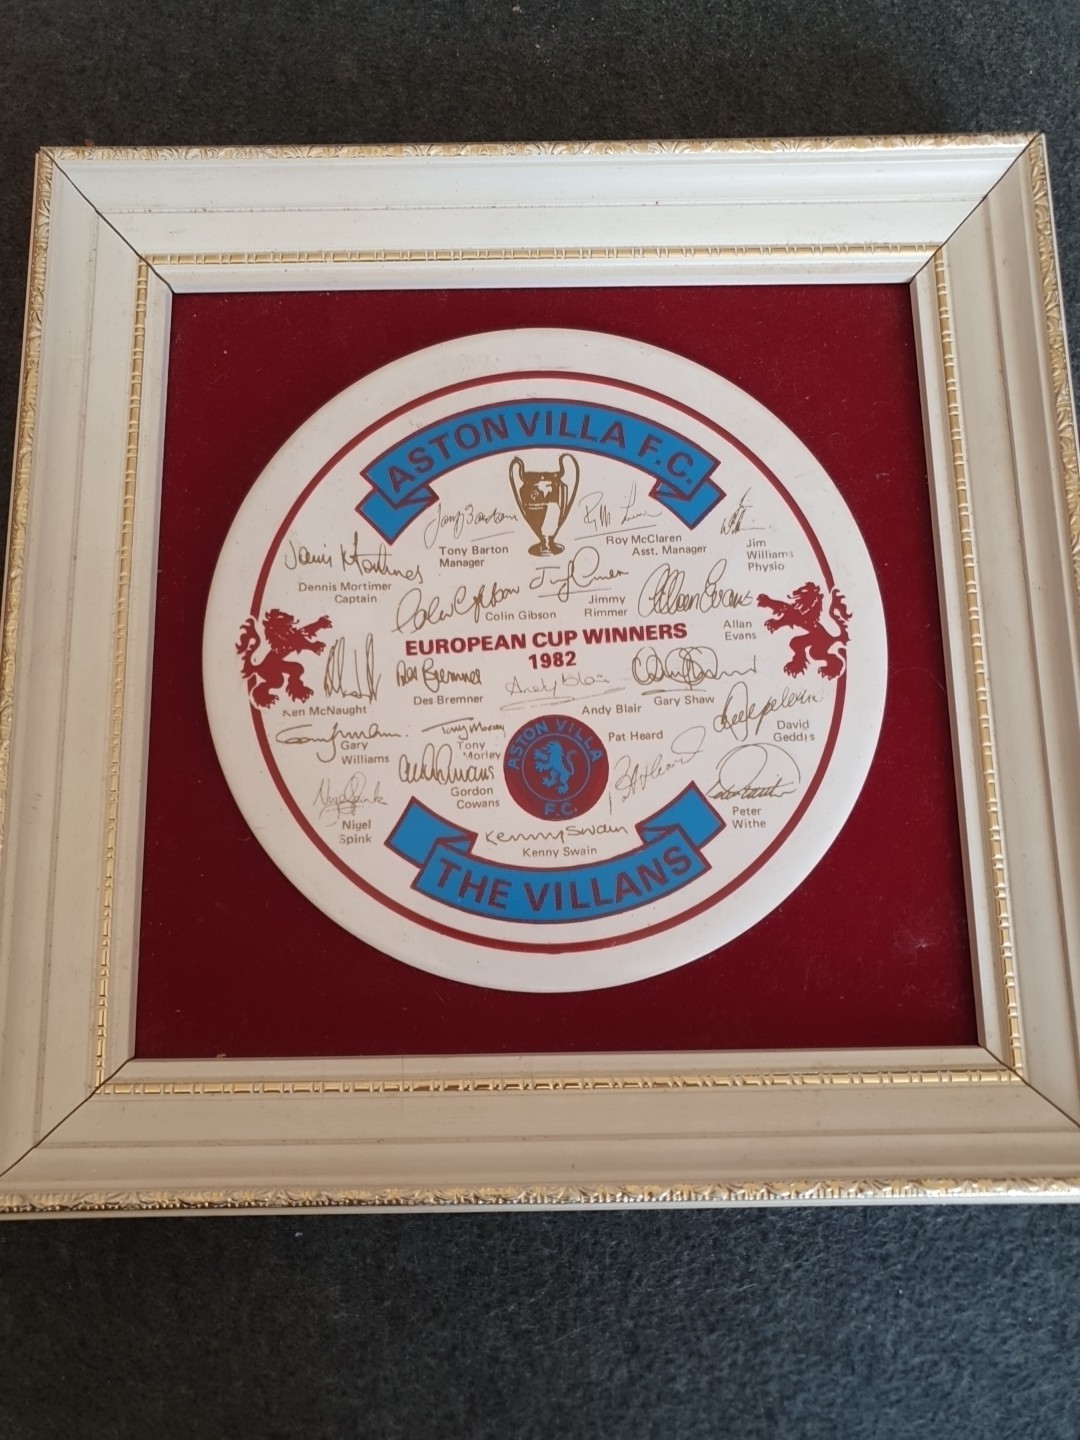 ASTON VILLA F.C.
Tony Barton
Manager
Roy McClaren
Asst. Manager
Jim
Williams
Physio
Dennis Mortimer
Captain
Colin Gibson
Jimmy
Rimmer
Allan
Evans
EUROPEAN CUP WINNERS
1982
Ken McNaught
Des Bremner
Andy Blair
Gary Shaw
David
Geddis
Gary
Williams
Tony
Morley
Pat Heard
Gordon
Cowans
ASTON VILLA
F.C.
Peter
Withe
Nigel
Spink
Kenny Swain
Kenny Swain
THE VILLANS